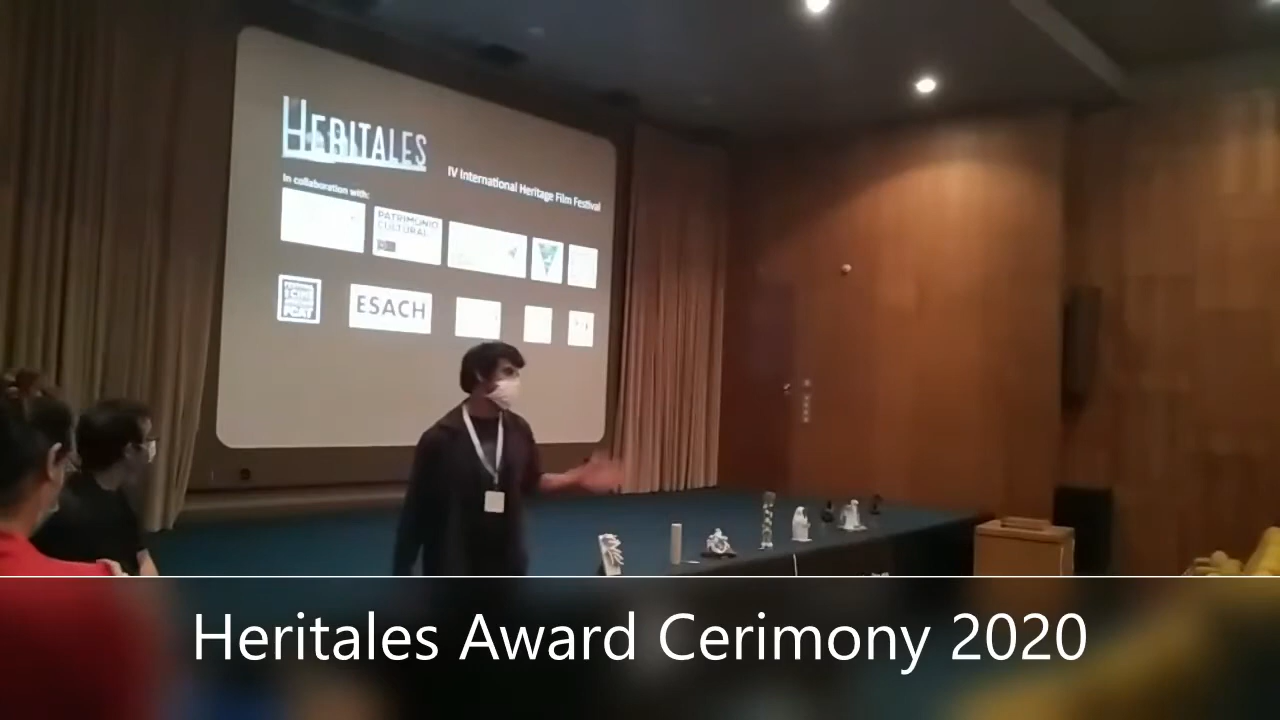 HERITALES
IV International Heritage Film Festival
In collaboration with:
PATRIMÓNIO
CULTURAL
ESACH
Heritales Award Cerimony 2020